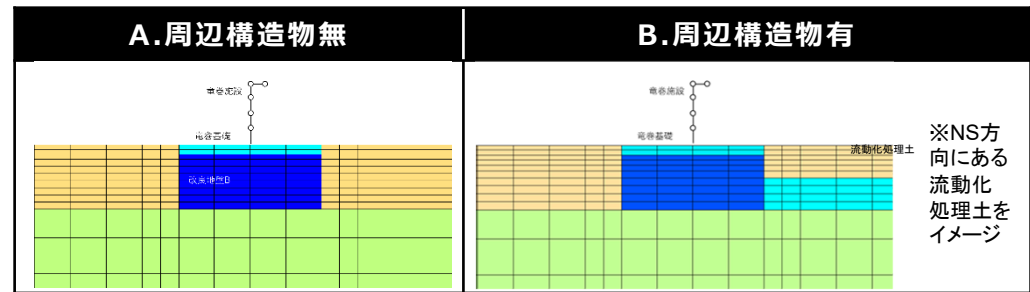 A.周辺構造物無
B.周辺構造物有
竜巻施設
竜巻基礎
改良地盤B
竜巻施設
竜巻基礎
流動化処理土
※NS方
向にある
流動化
処理土を
イメージ